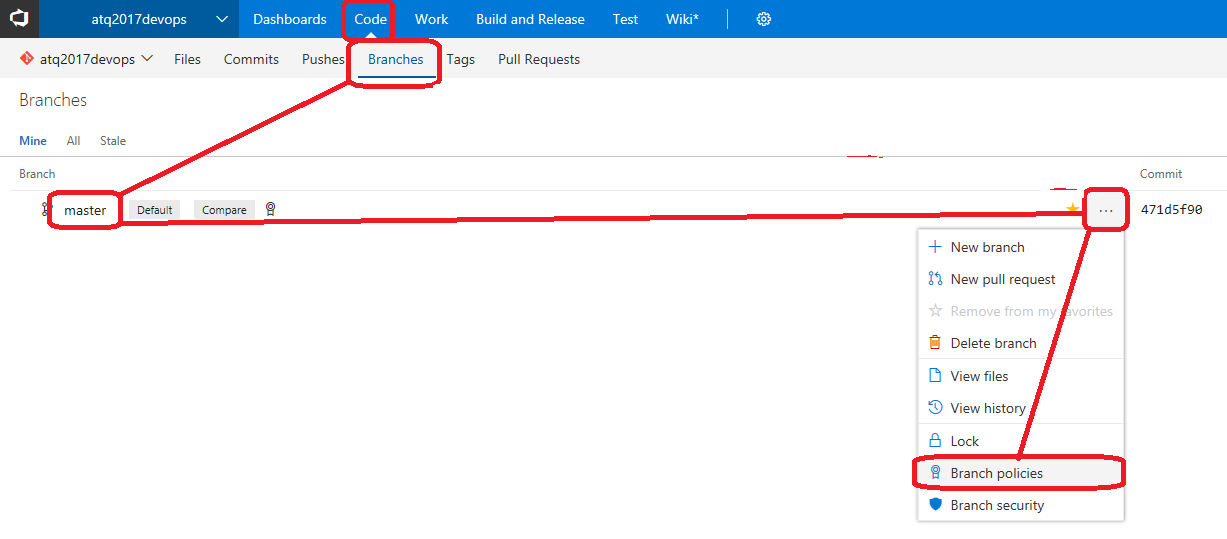 atq2017devops Dashboards Code Work Build and Release Test Wiki*
atq2017devops Files Commits Pushes Branches Tags Pull Requests
Branches
Mine All Stale
Branch Commit
master Default Compare ... 471d5f90
New branch
New pull request
Remove from my favorites
Delete branch
View files
View history
Lock
Branch policies
Branch security